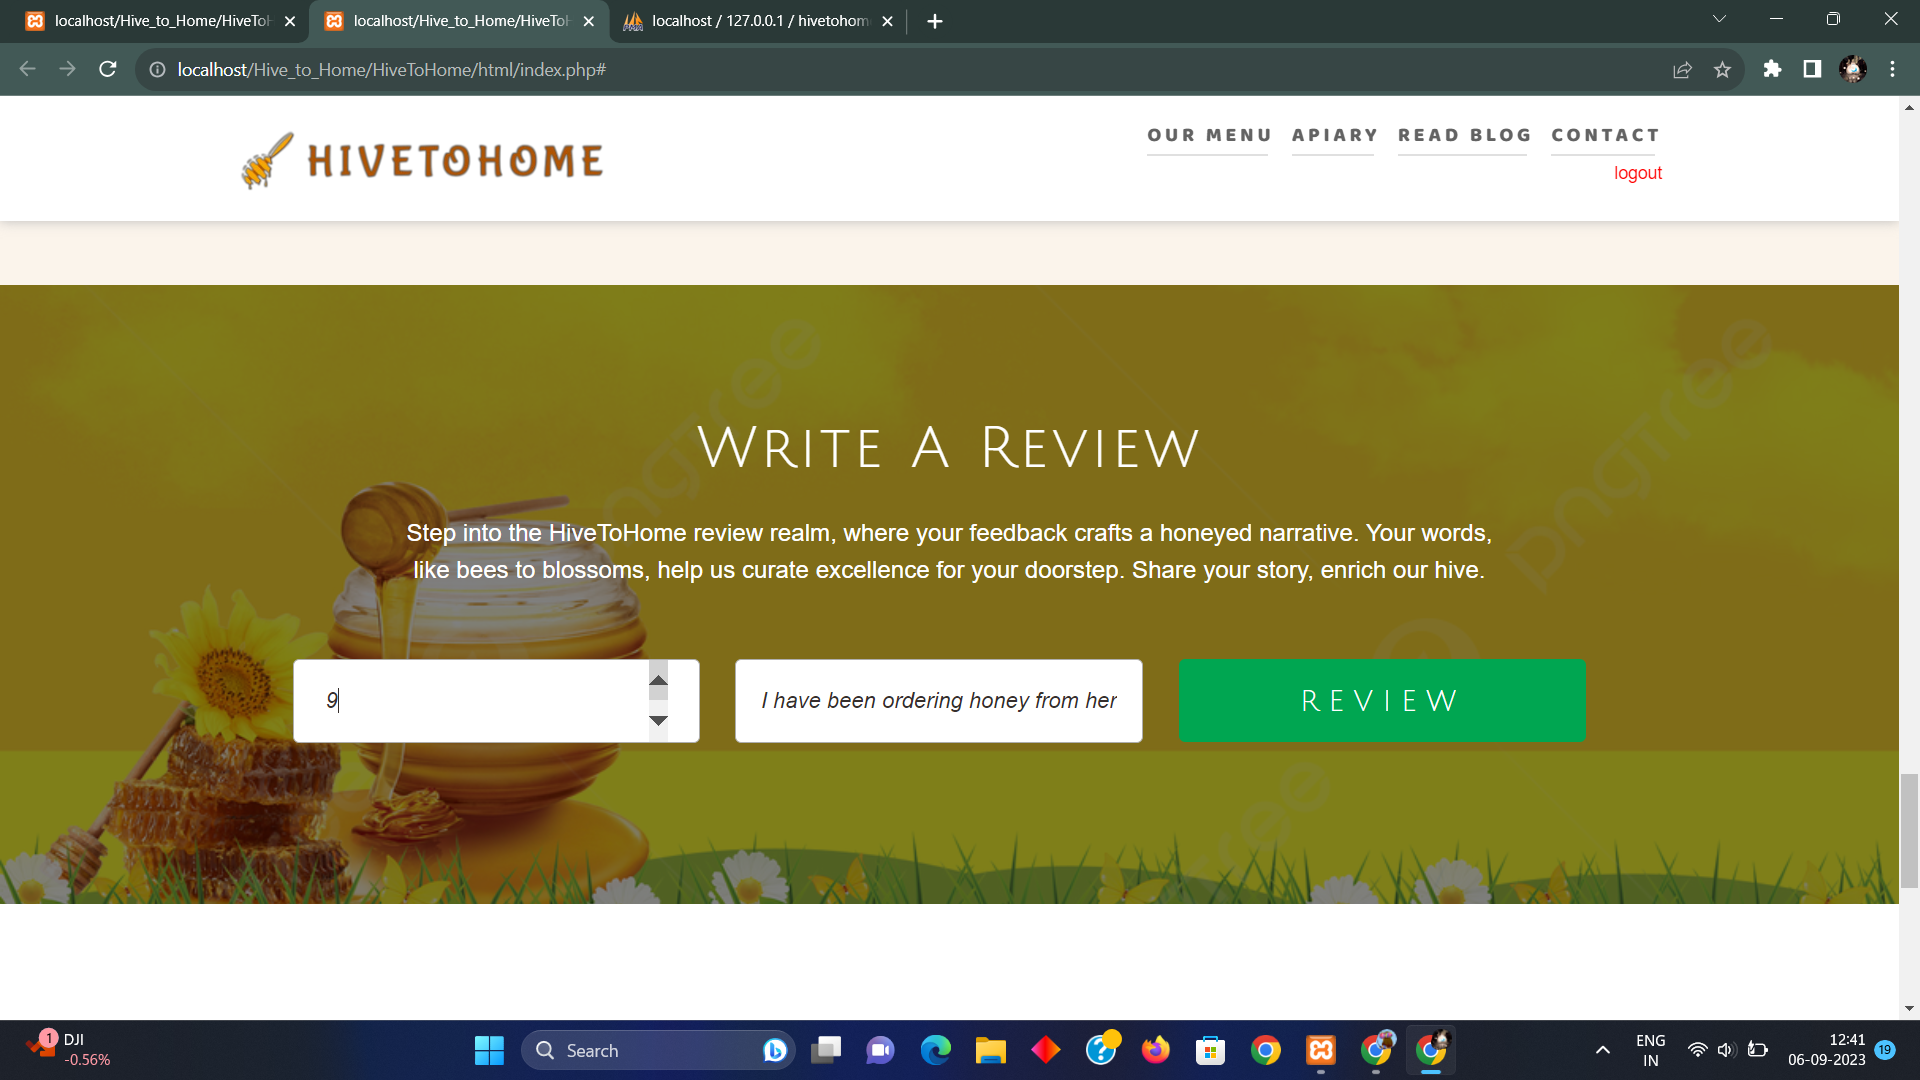 localhost/Hive_to_Home/HiveToH
localhost/Hive_to_Home/HiveToH
localhost / 127.0.0.1 / hivetohom
localhost/Hive_to_Home/HiveToHome/html/index.php#
HIVETOHOME
OUR MENU
APIARY
READ BLOG
CONTACT
logout
WRITE A REVIEW
Step into the HiveToHome review realm, where your feedback crafts a honeyed narrative. Your words,
like bees to blossoms, help us curate excellence for your doorstep. Share your story, enrich our hive.
9
I have been ordering honey from her
REVIEW
pngtree
pngtree
1
DJI
-0.56%
Search
ENG
IN
12:41
06-09-2023
19